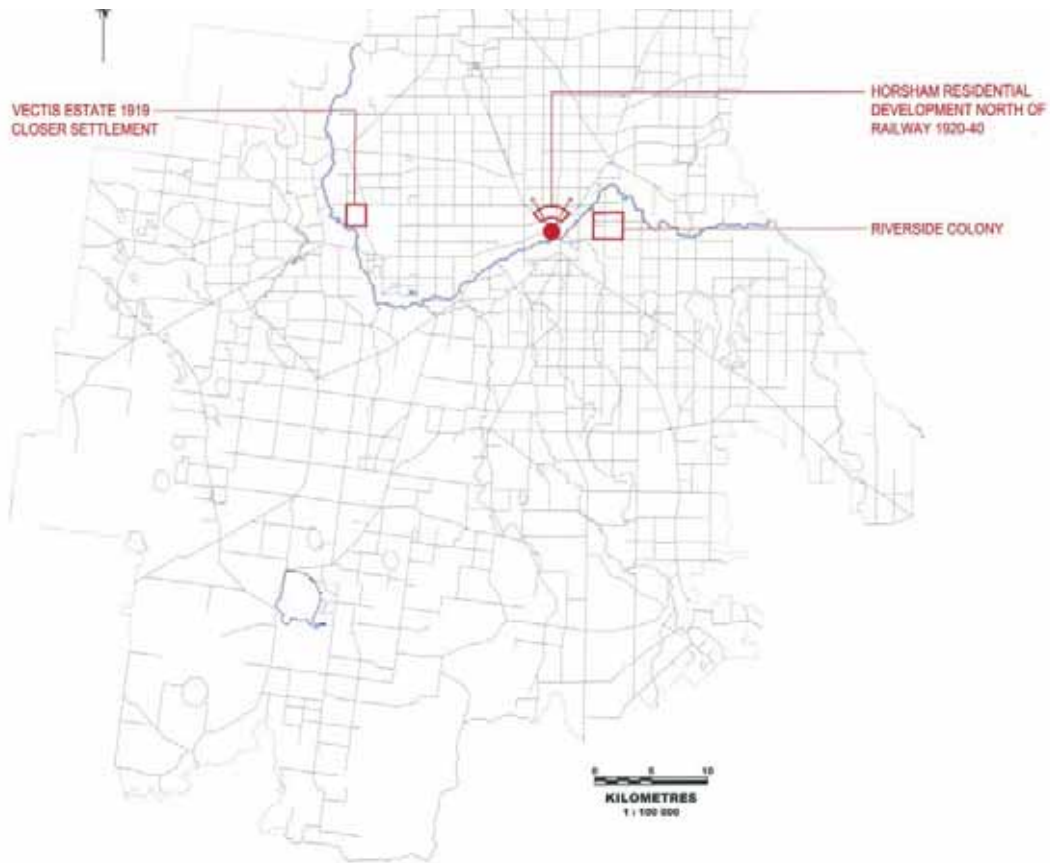 VECTIS ESTATE 1919
CLOSER SETTLEMENT
HORSHAM RESIDENTIAL
DEVELOPMENT NORTH OF
RAILWAY 1920-40
RIVERSIDE COLONY
0 5 10
KILOMETRES
1 : 100 000